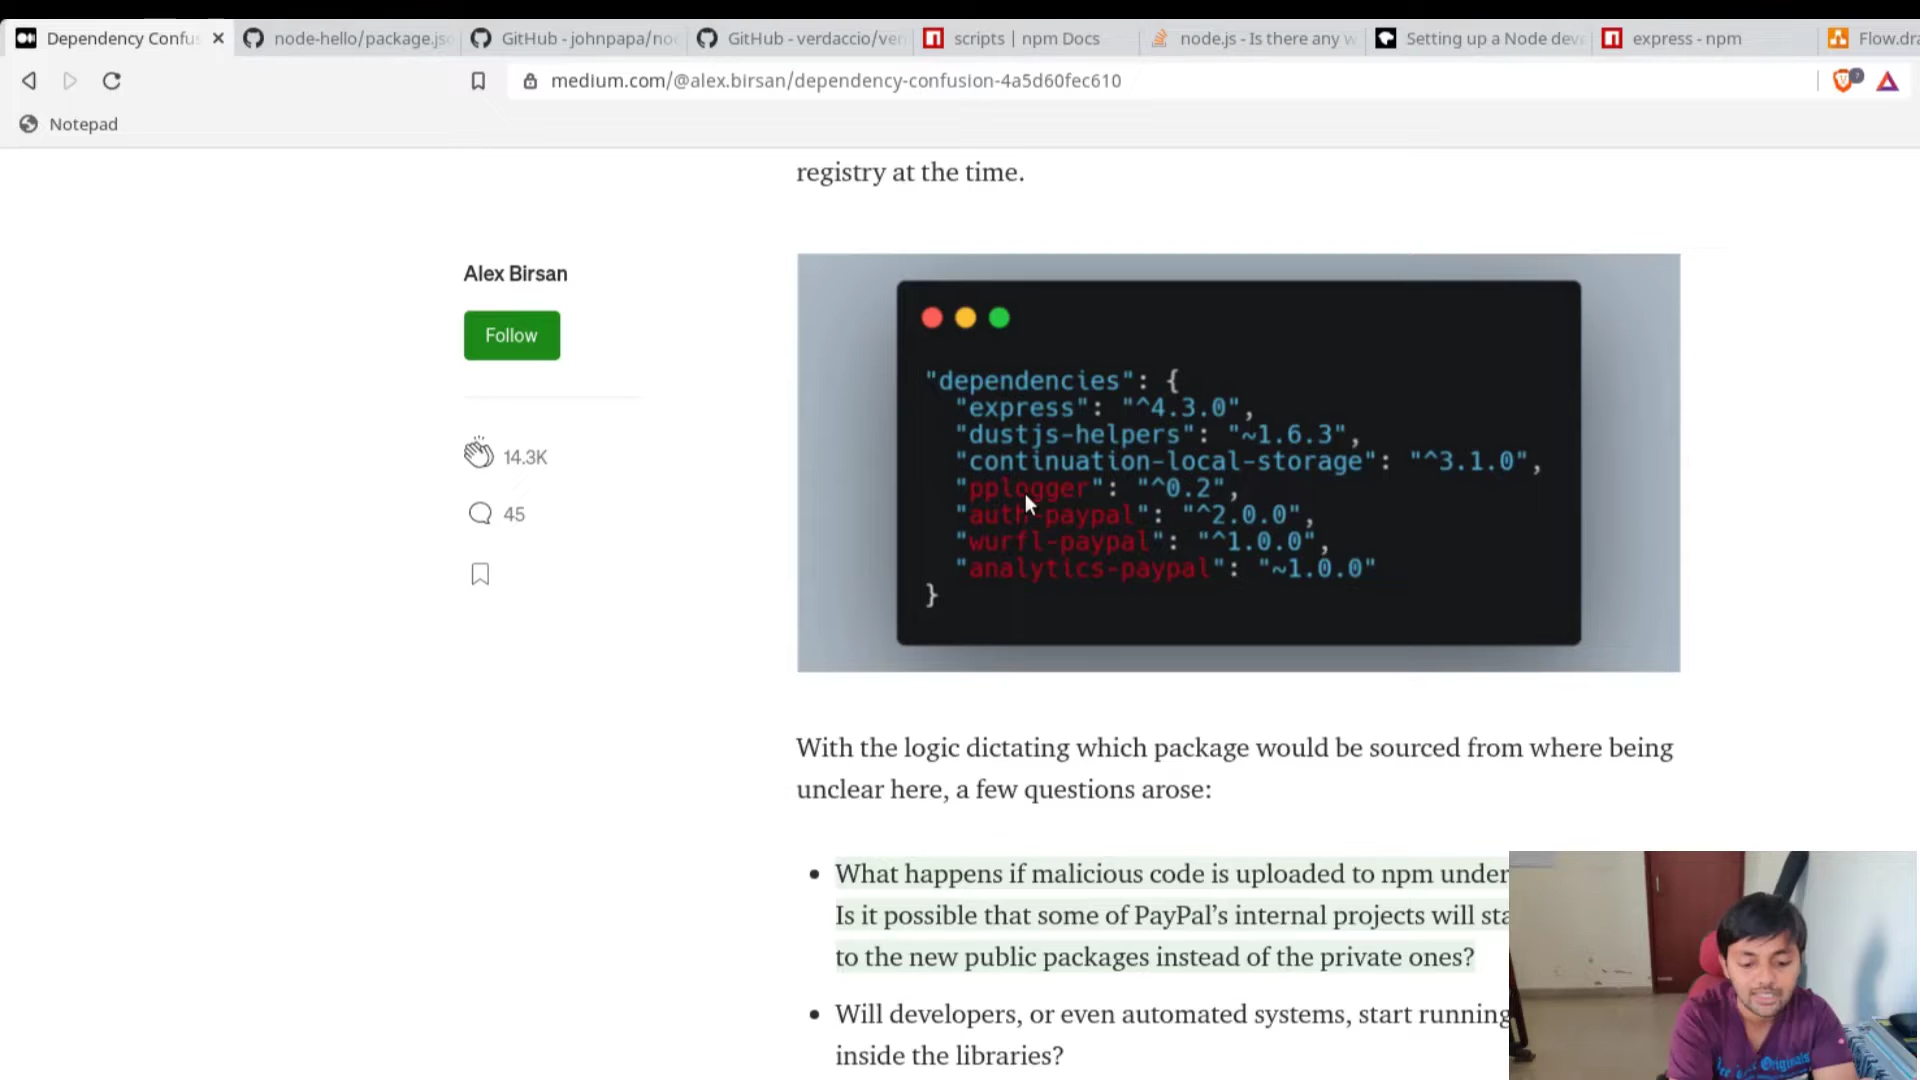 Dependency Confus
node-hello/package.jso
GitHub - johnpapa/noc
GitHub - verdaccio/ver
scripts | npm Docs
node.js - Is there any w
Setting up a Node deve
express - npm
Flow.dra
medium.com/@alex.birsan/dependency-confusion-4a5d60fec610
Notepad
registry at the time.
Alex Birsan
Follow
14.3K
45
"dependencies": {
"express": "^4.3.0",
"dustjs-helpers": "~1.6.3",
"continuation-local-storage": "^3.1.0",
"pplogger": "^0.2",
"auth-paypal": "^2.0.0",
"wurfl-paypal": "^1.0.0",
"analytics-paypal": "~1.0.0"
}
With the logic dictating which package would be sourced from where being
unclear here, a few questions arose:
• What happens if malicious code is uploaded to npm under
Is it possible that some of PayPal’s internal projects will sta
to the new public packages instead of the private ones?
• Will developers, or even automated systems, start running
inside the libraries?
Originals